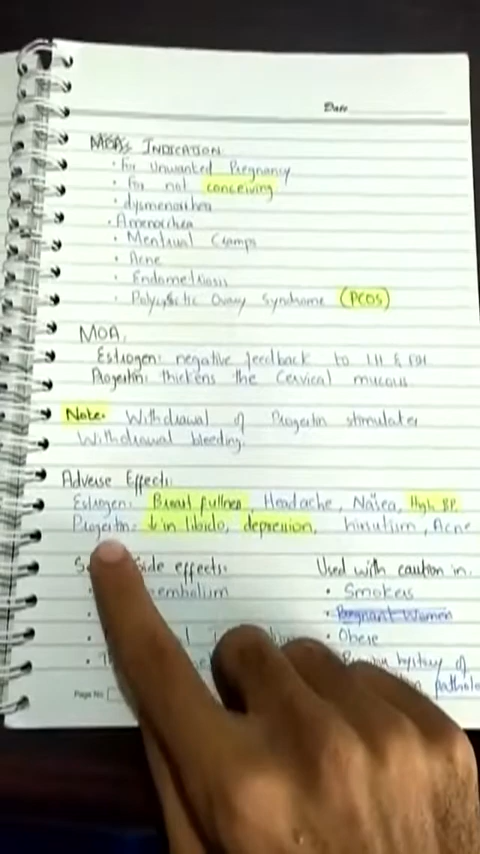 Date
MOA's INDICATION
• For Unwanted Pregnancy
• For not conceiving
• dysmenorrhea
• Amenorrhea
• Menstrual Cramps
• Acne
• Endometriosis
• Polycystic Ovary Syndrome (PCOS)
MOA.
Estrogen: negative feedback to LH & FSH
Progestin: thickens the Cervical mucous
Note. Withdrawal of Progestin stimulates
Withdrawal bleeding.
Adverse Effect:
Estrogen: Breast fullness, Headache, Nausea, High BP.
Progestin: ↓ in libido, depression, hirsutism, Acne
Side effects:
Used with caution in.
• Smokers
• Pregnant Women
• Obese
history of
Page No